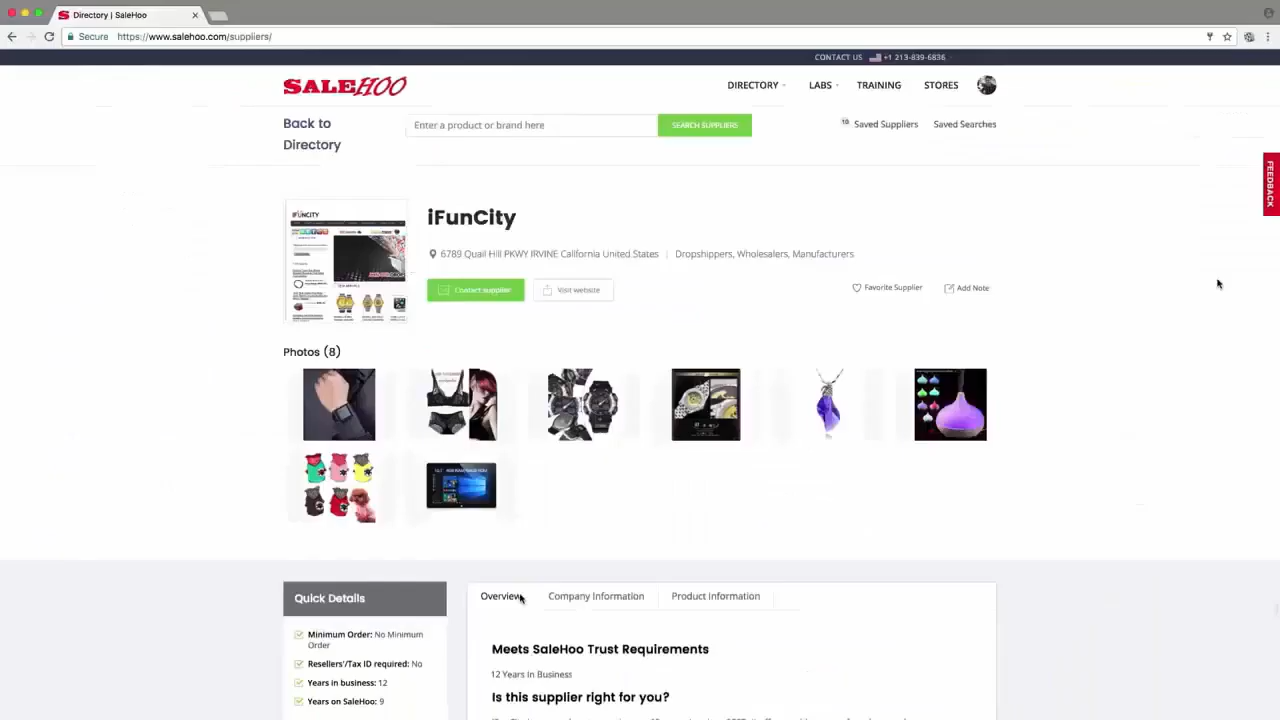 Directory | SaleHoo
Secure https://www.salehoo.com/suppliers/
CONTACT US +1 213-839-6836
SALEHOO
DIRECTORY LABS TRAINING STORES
Back to
Directory
Enter a product or brand here
SEARCH SUPPLIERS
10 Saved Suppliers Saved Searches
FEEDBACK
iFUNCITY
iFunCity
6789 Quail Hill PKWY IRVINE California United States | Dropshippers, Wholesalers, Manufacturers
Contact supplier Visit website
Favorite Supplier Add Note
Photos (8)
Quick Details
Minimum Order: No Minimum
Order
Resellers'/Tax ID required: No
Years in business: 12
Years on SaleHoo: 9
Overview Company Information Product Information
Meets SaleHoo Trust Requirements
12 Years In Business
Is this supplier right for you?